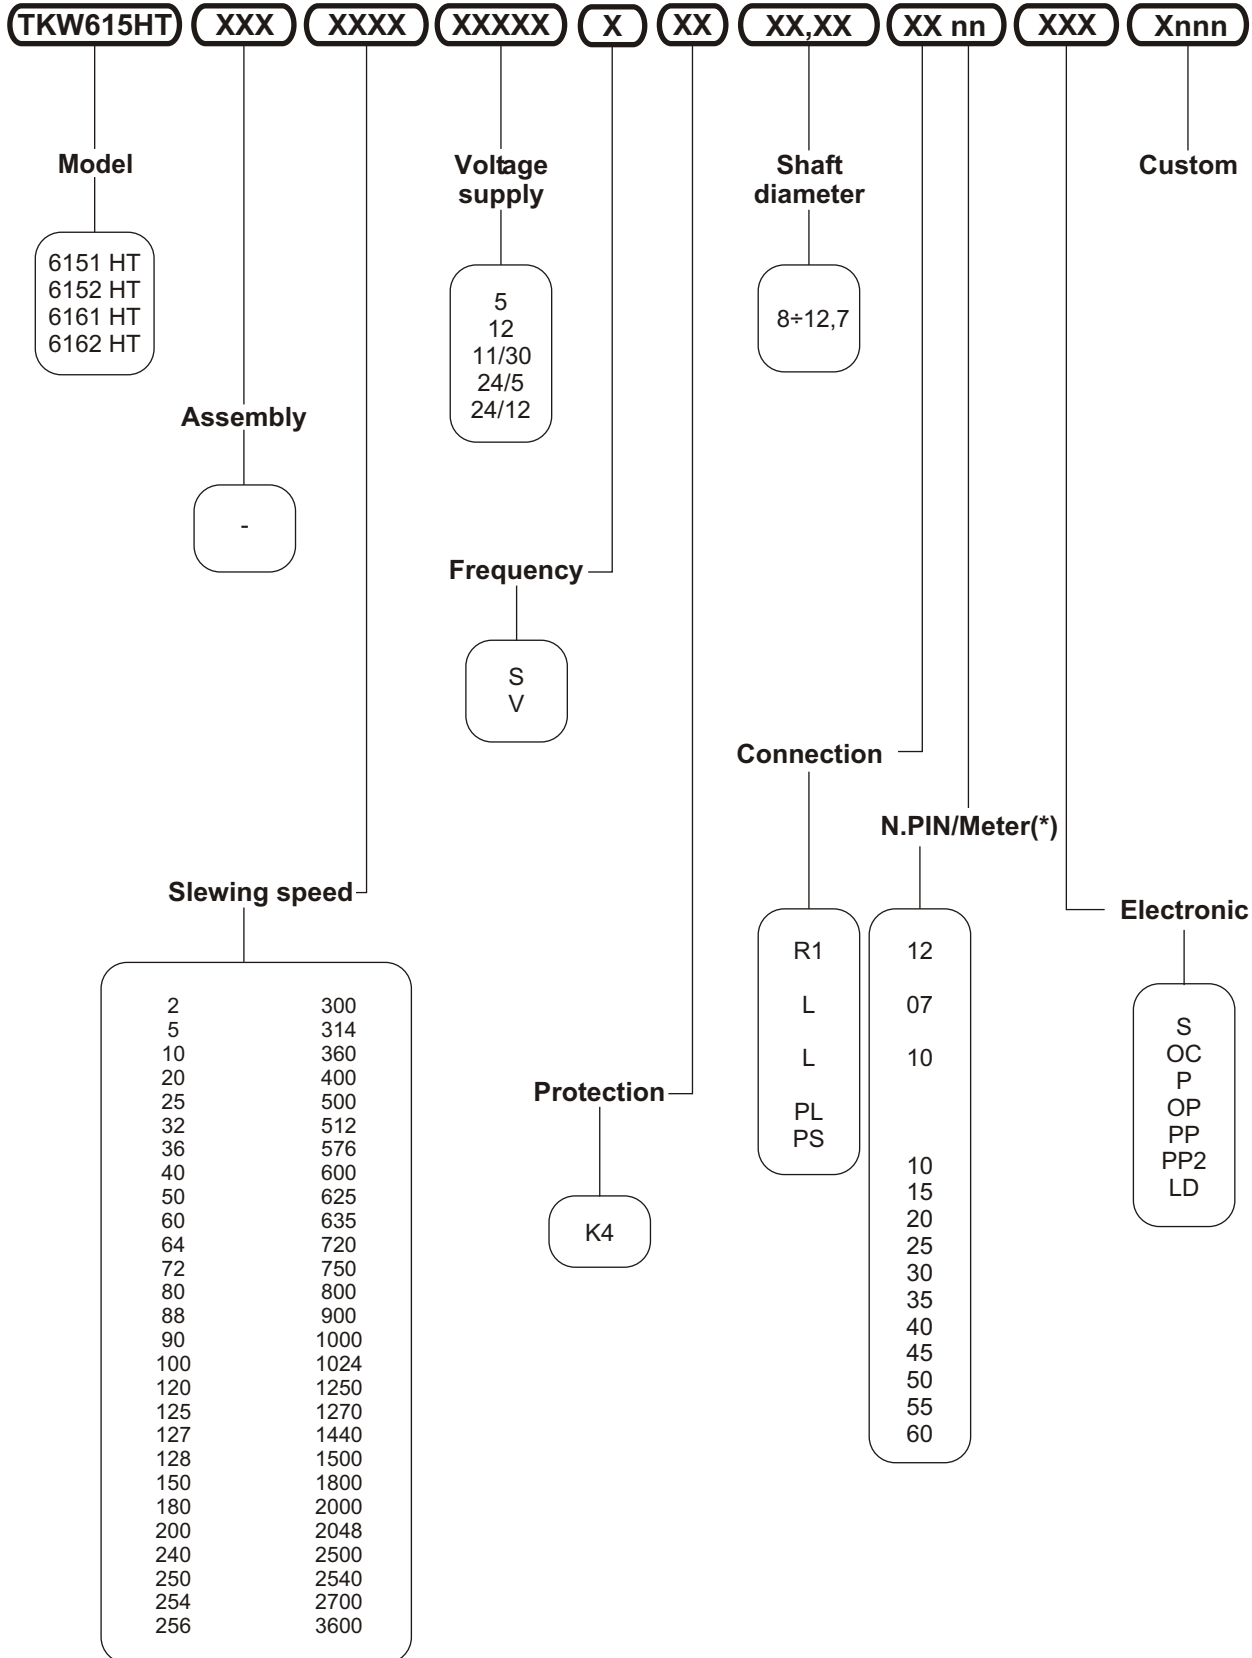 TKW615HT XXX XXXX XXXXX X XX XX,XX XX nn XXX Xnnn
Model
6151 HT
6152 HT
6161 HT
6162 HT
Assembly
-
Voltage
supply
5
12
11/30
24/5
24/12
Shaft
diameter
8÷12,7
Custom
Frequency
S
V
Connection
R1
L
L
PL
PS
N.PIN/Meter(*)
12
07
10
10
15
20
25
30
35
40
45
50
55
60
Slewing speed
2 300
5 314
10 360
20 400
25 500
32 512
36 576
40 600
50 625
60 635
64 720
72 750
80 800
88 900
90 1000
100 1024
120 1250
125 1270
127 1440
128 1500
150 1800
180 2000
200 2048
240 2500
250 2540
254 2700
256 3600
Protection
K4
Electronic
S
OC
P
OP
PP
PP2
LD